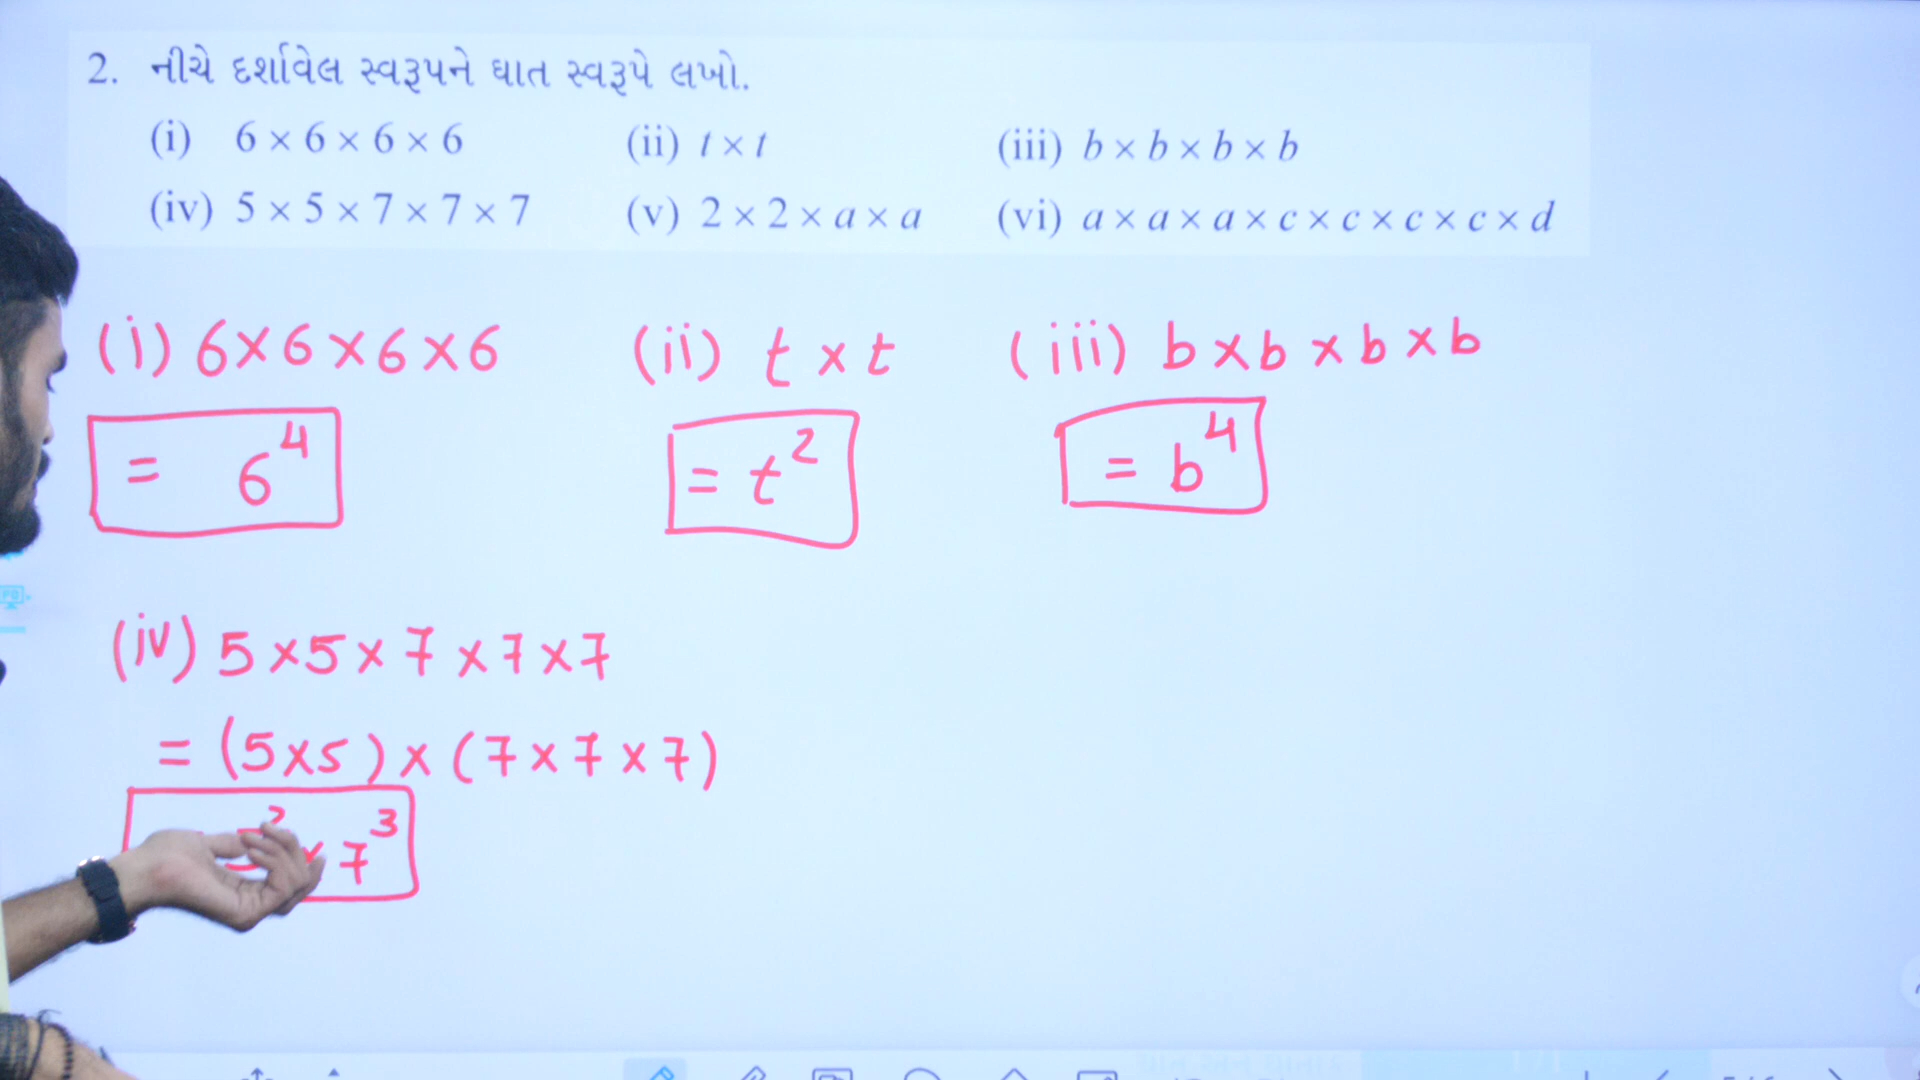 2. નીચે દર્શાવેલ સ્વરૂપને ઘાત સ્વરૂપે લખો.
(i) 6 × 6 × 6 × 6 (ii) t × t (iii) b × b × b × b
(iv) 5 × 5 × 7 × 7 × 7 (v) 2 × 2 × a × a (vi) a × a × a × c × c × c × c × d
(i) 6 × 6 × 6 × 6 (ii) t × t (iii) b × b × b × b
= 6⁴ = t² = b⁴
(iv) 5 × 5 × 7 × 7 × 7
= (5 × 5) × (7 × 7 × 7)
× 7³